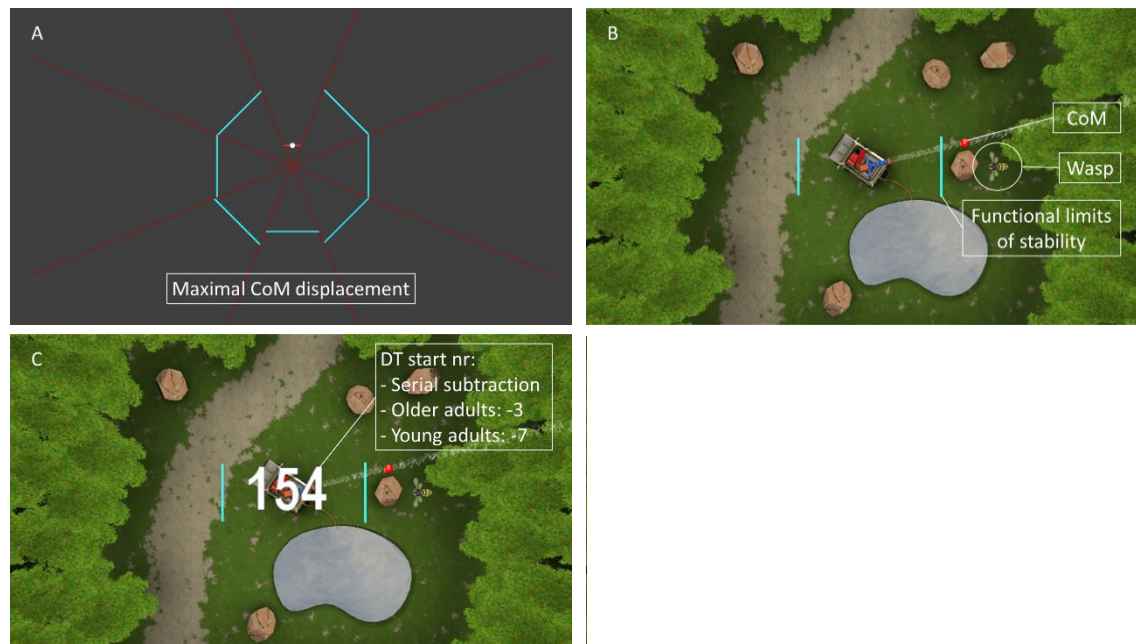 A
Maximal CoM displacement
B
CoM
Wasp
Functional limits
of stability
C
DT start nr:
- Serial subtraction
- Older adults: -3
- Young adults: -7
154